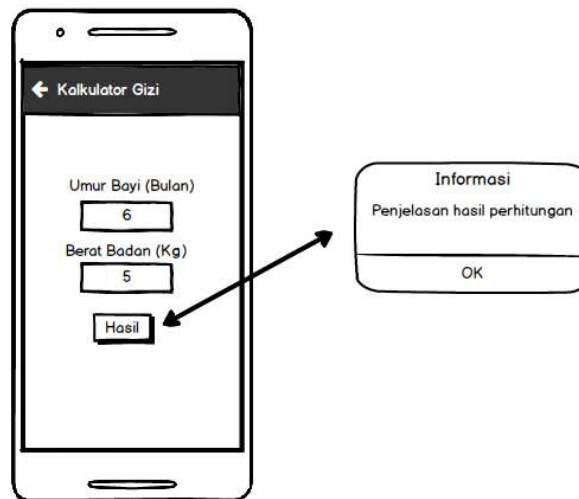 Kalkulator Gizi
Umur Bayi (Bulan)
6
Berat Badan (Kg)
5
Hasil
Informasi
Penjelasan hasil perhitungan
OK